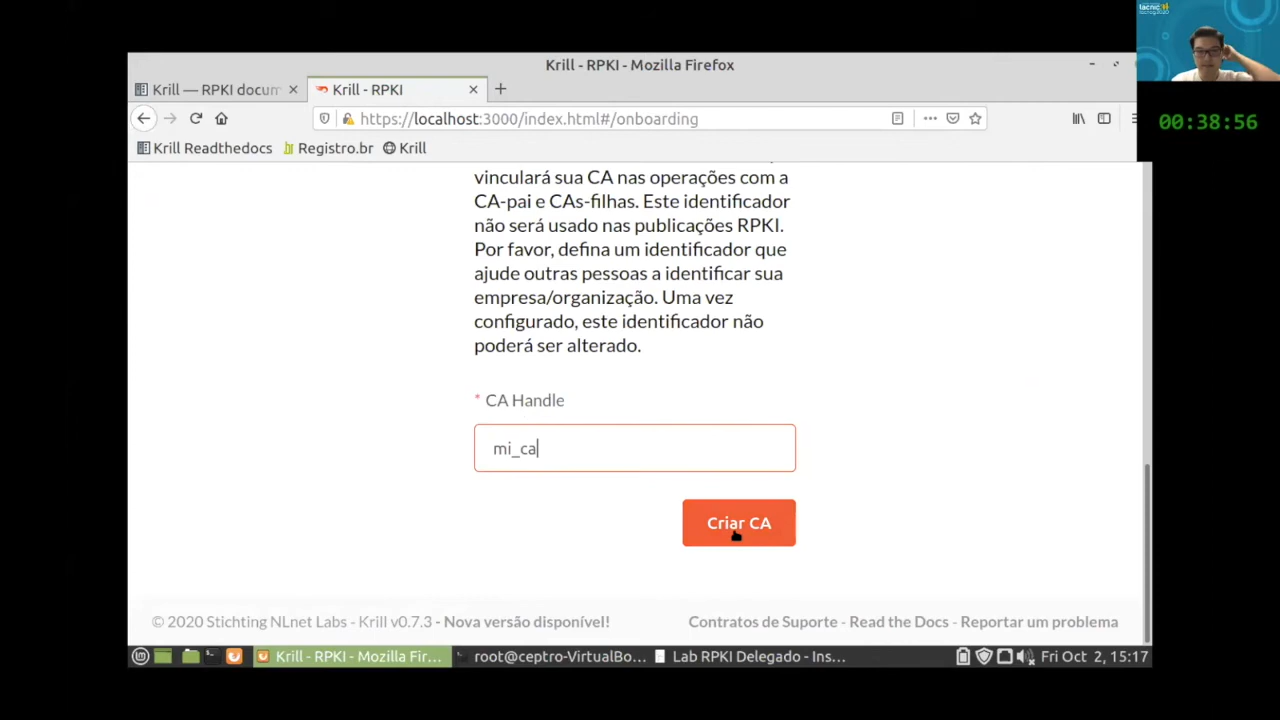 lacnic
Krill - RPKI - Mozilla Firefox
Krill — RPKI docum
Krill - RPKI
00:38:56
https://localhost:3000/index.html#/onboarding
Krill Readthedocs
Registro.br
Krill
vinculará sua CA nas operações com a
CA-pai e CAs-filhas. Este identificador
não será usado nas publicações RPKI.
Por favor, defina um identificador que
ajude outras pessoas a identificar sua
empresa/organização. Uma vez
configurado, este identificador não
poderá ser alterado.
* CA Handle
mi_ca
Criar CA
© 2020 Stichting NLnet Labs - Krill v0.7.3 - Nova versão disponível!
Contratos de Suporte - Read the Docs - Reportar um problema
Krill - RPKI - Mozilla Fir...
root@ceptro-VirtualBo...
Lab RPKI Delegado - Ins...
Fri Oct 2, 15:17